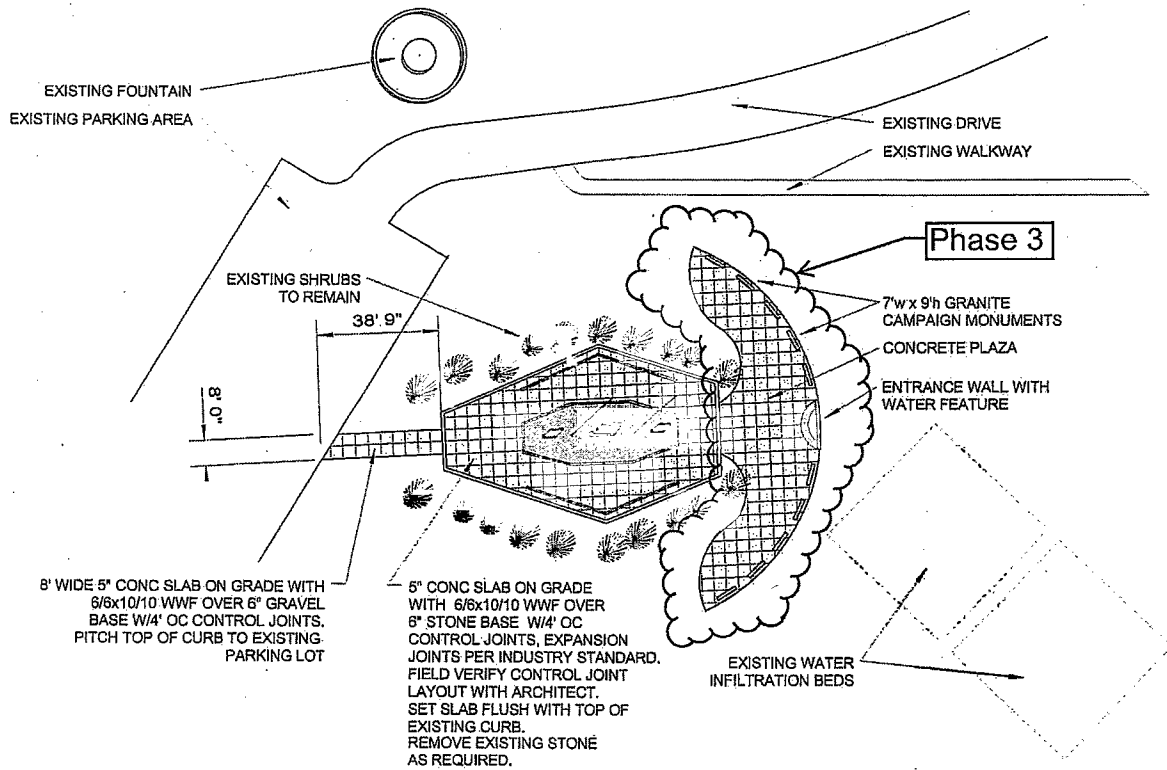 EXISTING FOUNTAIN
EXISTING PARKING AREA
EXISTING DRIVE
EXISTING WALKWAY
Phase 3
EXISTING SHRUBS
TO REMAIN
38'.9"
8'.0"
7'w x 9'h GRANITE
CAMPAIGN MONUMENTS
CONCRETE PLAZA
ENTRANCE WALL WITH
WATER FEATURE
8' WIDE 5" CONC SLAB ON GRADE WITH
6/6x10/10 WWF OVER 6" GRAVEL
BASE W/4' OC CONTROL JOINTS.
PITCH TOP OF CURB TO EXISTING
PARKING LOT
5" CONC SLAB ON GRADE
WITH 6/6x10/10 WWF OVER
6" STONE BASE W/4' OC
CONTROL JOINTS, EXPANSION
JOINTS PER INDUSTRY STANDARD.
FIELD VERIFY CONTROL JOINT
LAYOUT WITH ARCHITECT.
SET SLAB FLUSH WITH TOP OF
EXISTING CURB.
REMOVE EXISTING STONE
AS REQUIRED.
EXISTING WATER
INFILTRATION BEDS